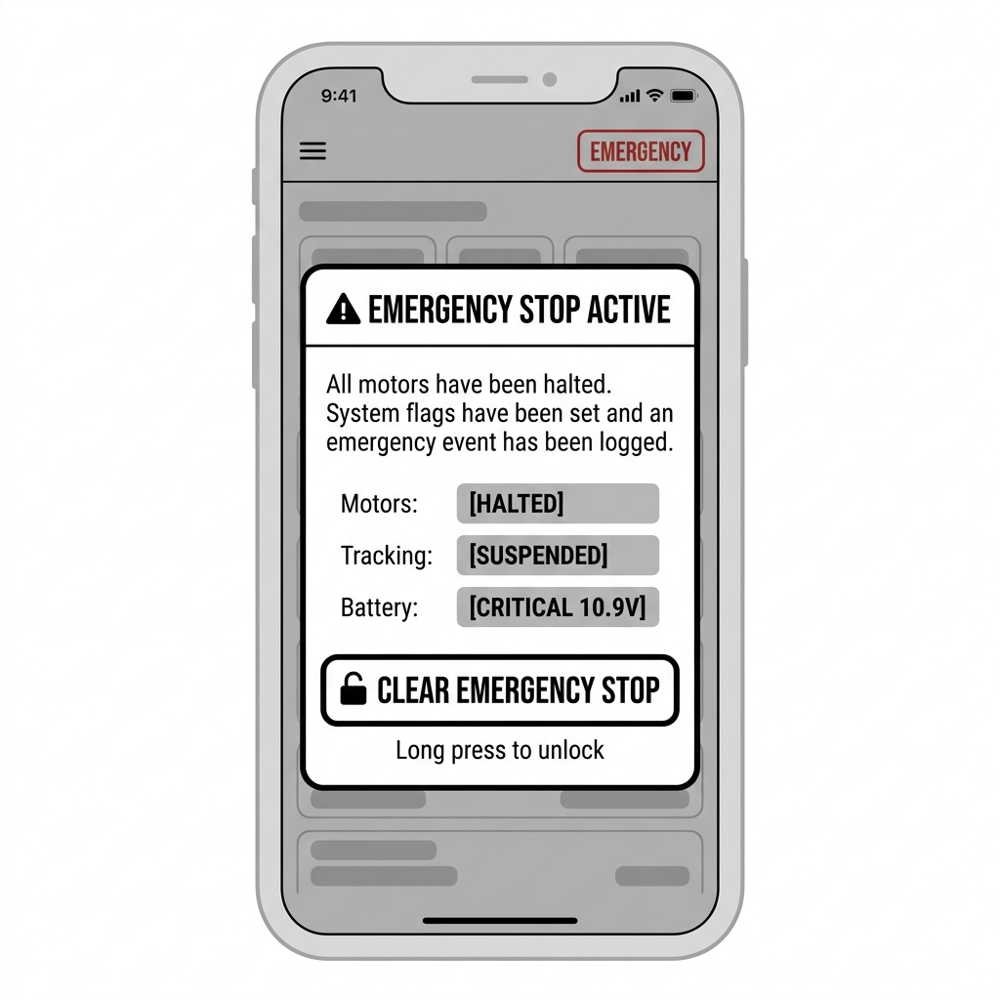 9:41
EMERGENCY
EMERGENCY STOP ACTIVE
All motors have been halted.
System flags have been set and an
emergency event has been logged.
Motors: [HALTED]
Tracking: [SUSPENDED]
Battery: [CRITICAL 10.9V]
CLEAR EMERGENCY STOP
Long press to unlock